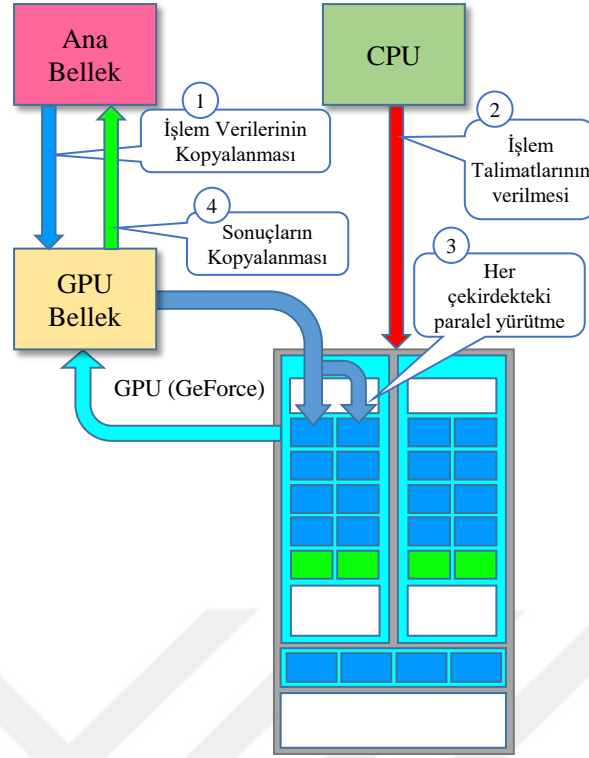 Ana
Bellek
CPU
1
İşlem Verilerinin
Kopyalanması
2
İşlem
Talimatlarının
verilmesi
4
Sonuçların
Kopyalanması
3
Her
çekirdekteki
paralel yürütme
GPU
Bellek
GPU (GeForce)